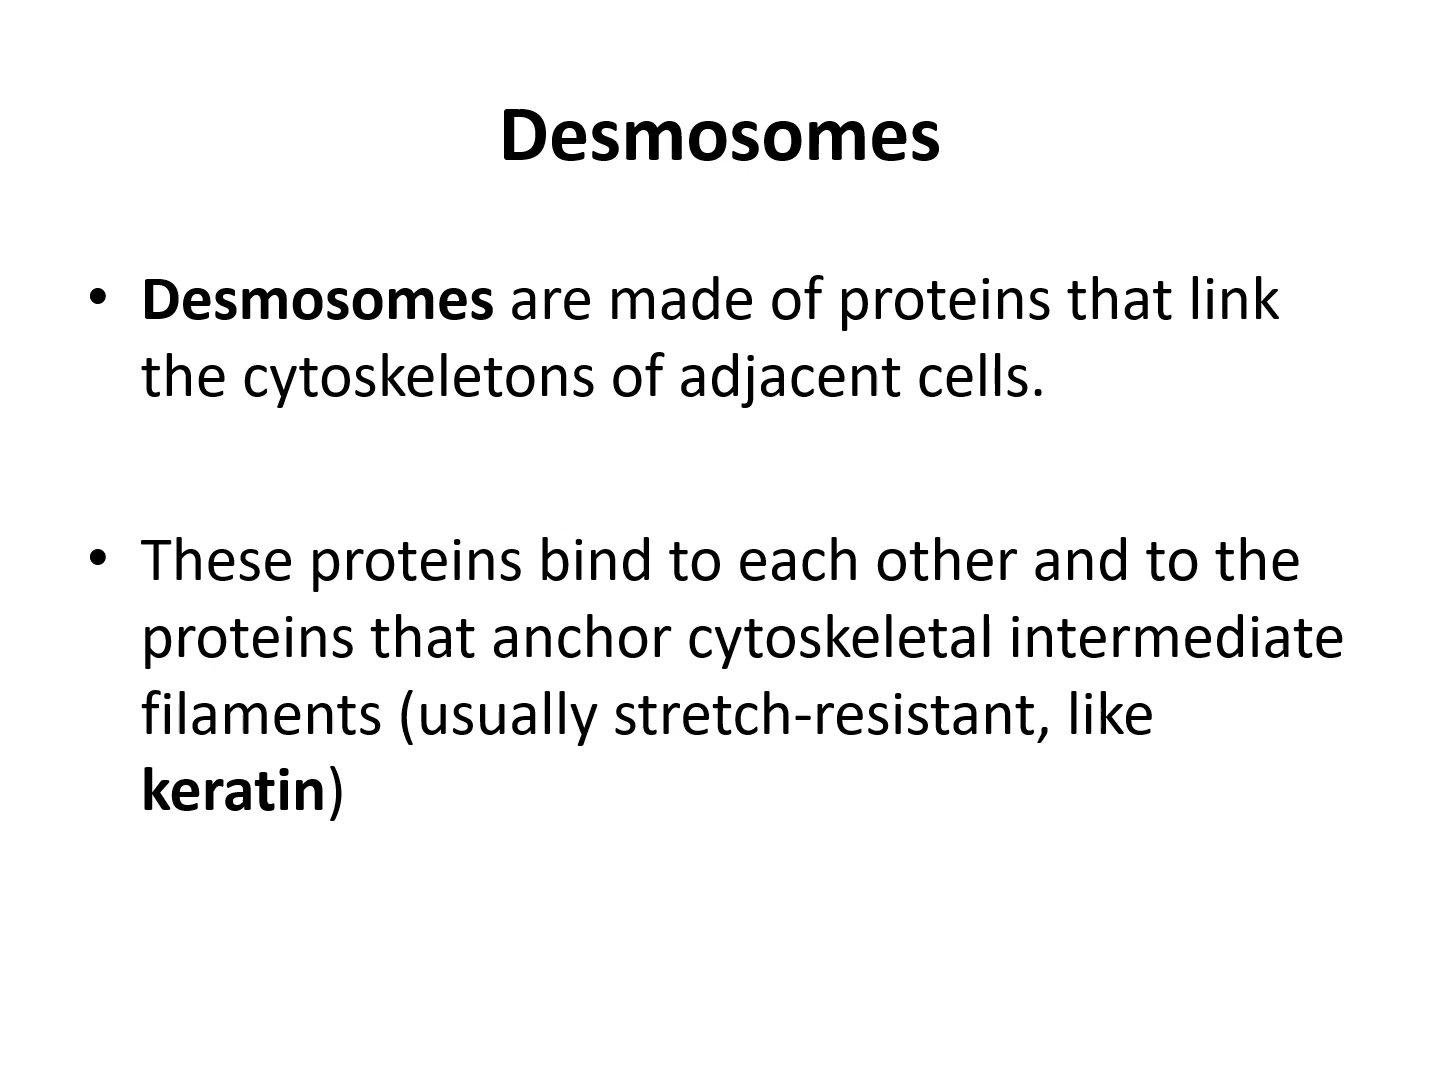 Desmosomes
• Desmosomes are made of proteins that link
the cytoskeletons of adjacent cells.
• These proteins bind to each other and to the
proteins that anchor cytoskeletal intermediate
filaments (usually stretch-resistant, like
keratin)